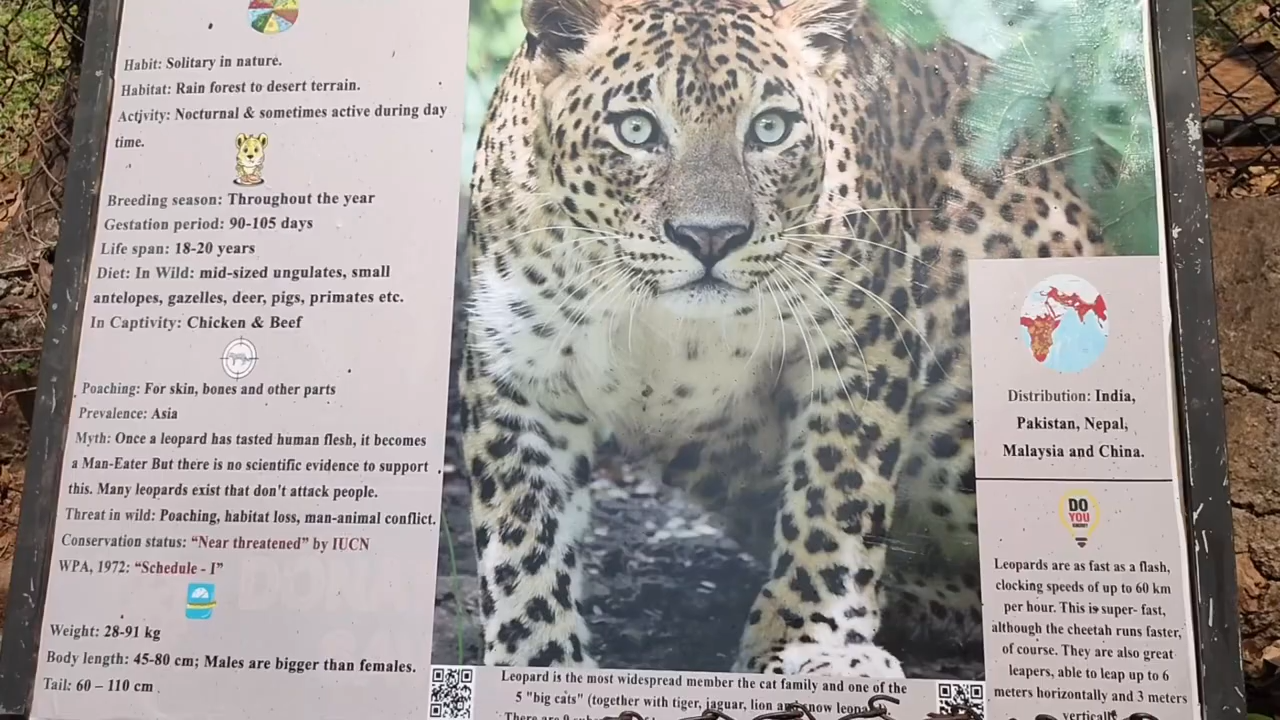 Habit: Solitary in nature.
Habitat: Rain forest to desert terrain.
Activity: Nocturnal & sometimes active during day
time.
Breeding season: Throughout the year
Gestation period: 90-105 days
Life span: 18-20 years
Diet: In Wild: mid-sized ungulates, small
antelopes, gazelles, deer, pigs, primates etc.
In Captivity: Chicken & Beef
Poaching: For skin, bones and other parts
Prevalence: Asia
Myth: Once a leopard has tasted human flesh, it becomes
a Man-Eater But there is no scientific evidence to support
this. Many leopards exist that don't attack people.
Threat in wild: Poaching, habitat loss, man-animal conflict.
Conservation status: “Near threatened” by IUCN
WPA, 1972: “Schedule - I”
Weight: 28-91 kg
Body length: 45-80 cm; Males are bigger than females.
Tail: 60 – 110 cm
Distribution: India,
Pakistan, Nepal,
Malaysia and China.
DO
YOU
Leopards are as fast as a flash,
clocking speeds of up to 60 km
per hour. This is super- fast,
although the cheetah runs faster,
of course. They are also great
leapers, able to leap up to 6
meters horizontally and 3 meters
vertically
Leopard is the most widespread member the cat family and one of the
5 "big cats" (together with tiger, jaguar, lion and snow leopard).
There are 9